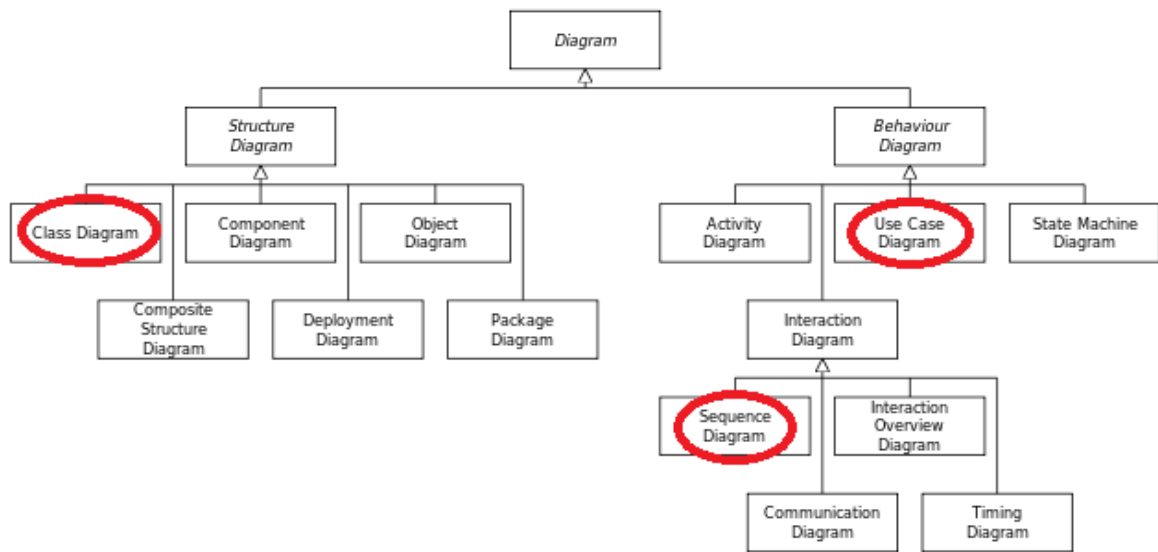 Diagram
Structure
Diagram
Behaviour
Diagram
Class Diagram
Component
Diagram
Object
Diagram
Activity
Diagram
Use Case
Diagram
State Machine
Diagram
Composite
Structure
Diagram
Deployment
Diagram
Package
Diagram
Interaction
Diagram
Sequence
Diagram
Interaction
Overview
Diagram
Communication
Diagram
Timing
Diagram